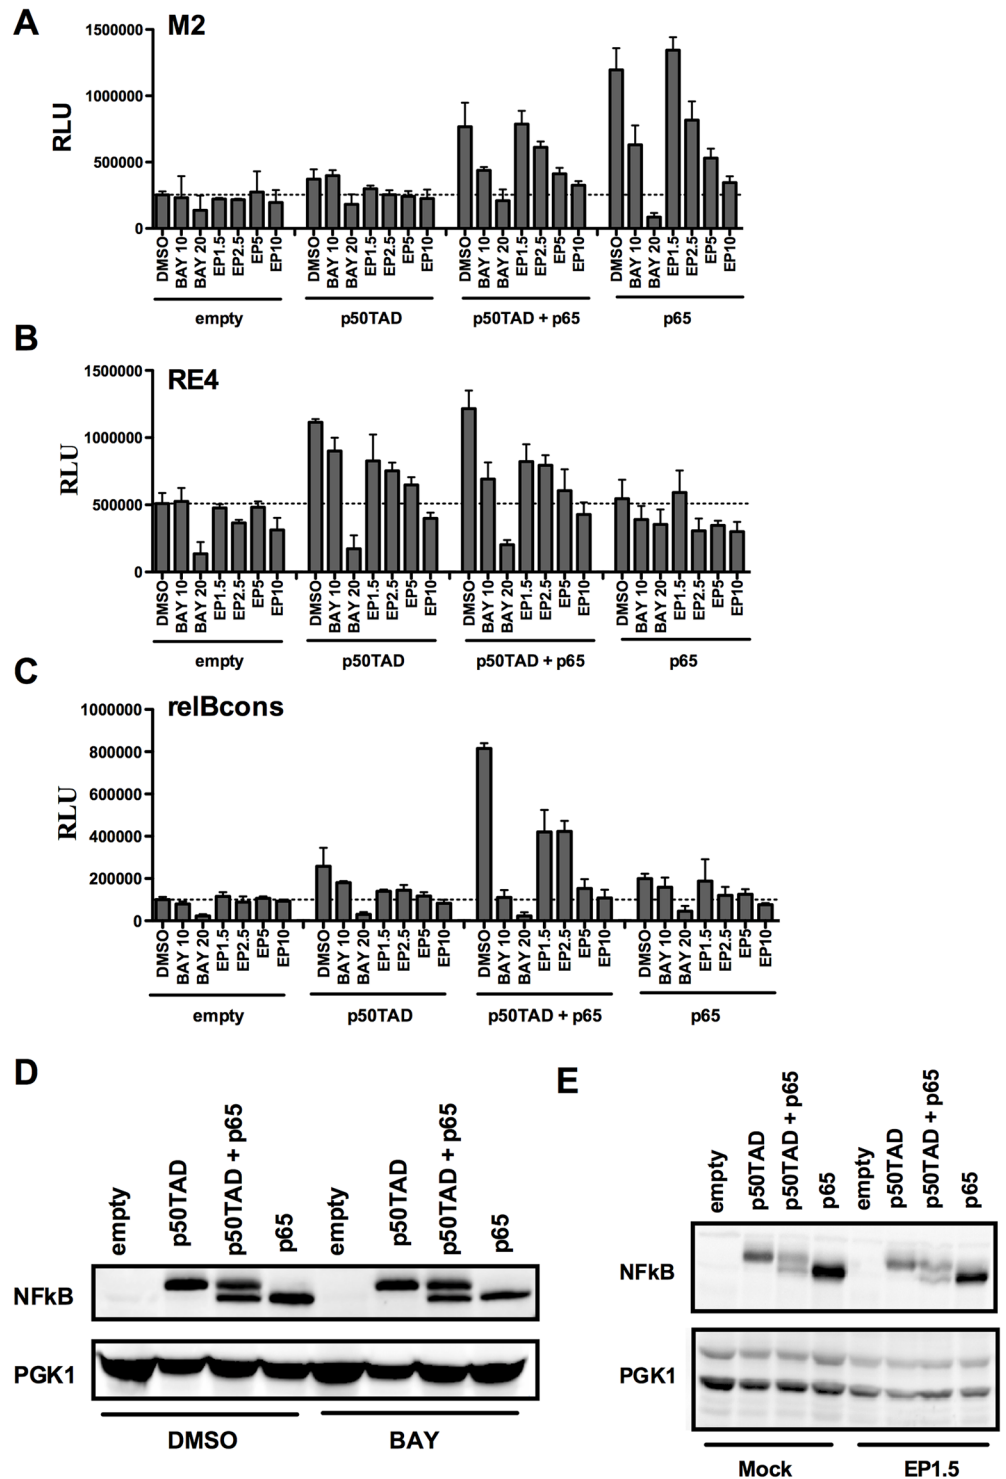 A
M2
1500000
1000000
500000
0
RLU
DMSO BAY 10 BAY 20 EP1.5 EP2.5 EP5 EP10 DMSO BAY 10 BAY 20 EP1.5 EP2.5 EP5 EP10 DMSO BAY 10 BAY 20 EP1.5 EP2.5 EP5 EP10 DMSO BAY 10 BAY 20 EP1.5 EP2.5 EP5 EP10
empty p50TAD p50TAD + p65 p65
B
RE4
1500000
1000000
500000
0
RLU
DMSO BAY 10 BAY 20 EP1.5 EP2.5 EP5 EP10 DMSO BAY 10 BAY 20 EP1.5 EP2.5 EP5 EP10 DMSO BAY 10 BAY 20 EP1.5 EP2.5 EP5 EP10 DMSO BAY 10 BAY 20 EP1.5 EP2.5 EP5 EP10
empty p50TAD p50TAD + p65 p65
C
relBcons
1000000
800000
600000
400000
200000
0
RLU
DMSO BAY 10 BAY 20 EP1.5 EP2.5 EP5 EP10 DMSO BAY 10 BAY 20 EP1.5 EP2.5 EP5 EP10 DMSO BAY 10 BAY 20 EP1.5 EP2.5 EP5 EP10 DMSO BAY 10 BAY 20 EP1.5 EP2.5 EP5 EP10
empty p50TAD p50TAD + p65 p65
D
empty p50TAD p50TAD + p65 p65 empty p50TAD p50TAD + p65 p65
NFkB
PGK1
DMSO BAY
E
empty p50TAD p50TAD + p65 p65 empty p50TAD p50TAD + p65 p65
NFkB
PGK1
Mock EP1.5